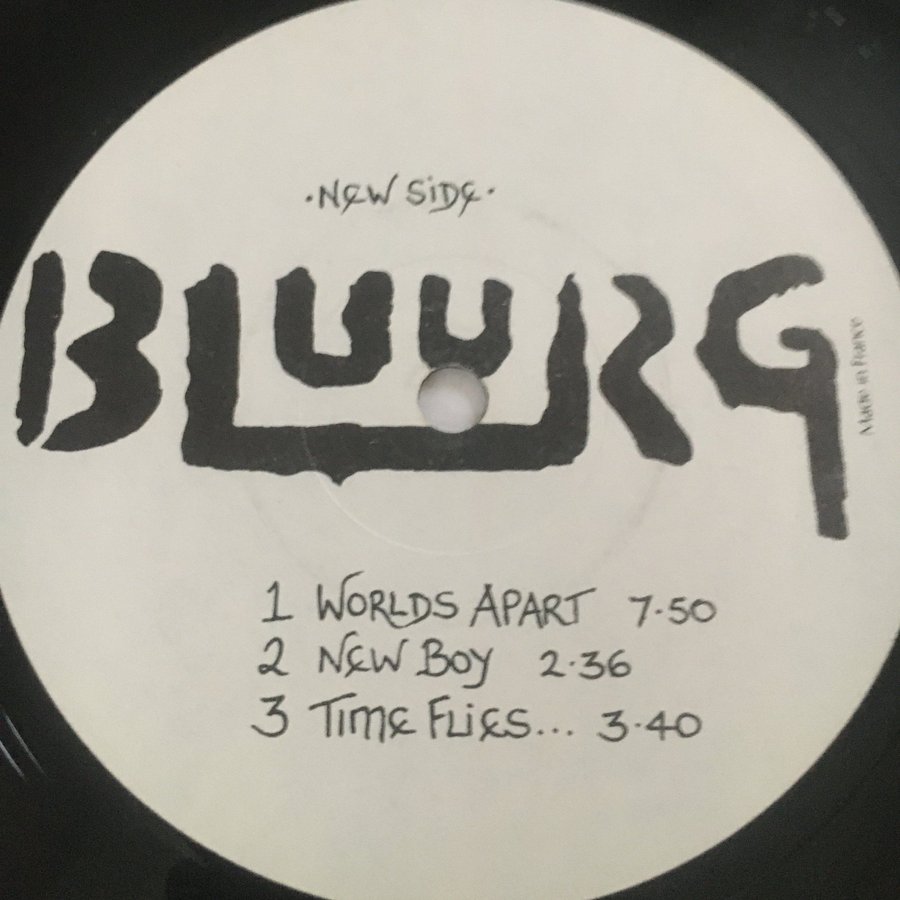 ·NEW SIDE·
BLUURG
Made in France
1 WORLDS APART 7·50
2 NEW BOY 2·36
3 TIME FLIES... 3·40